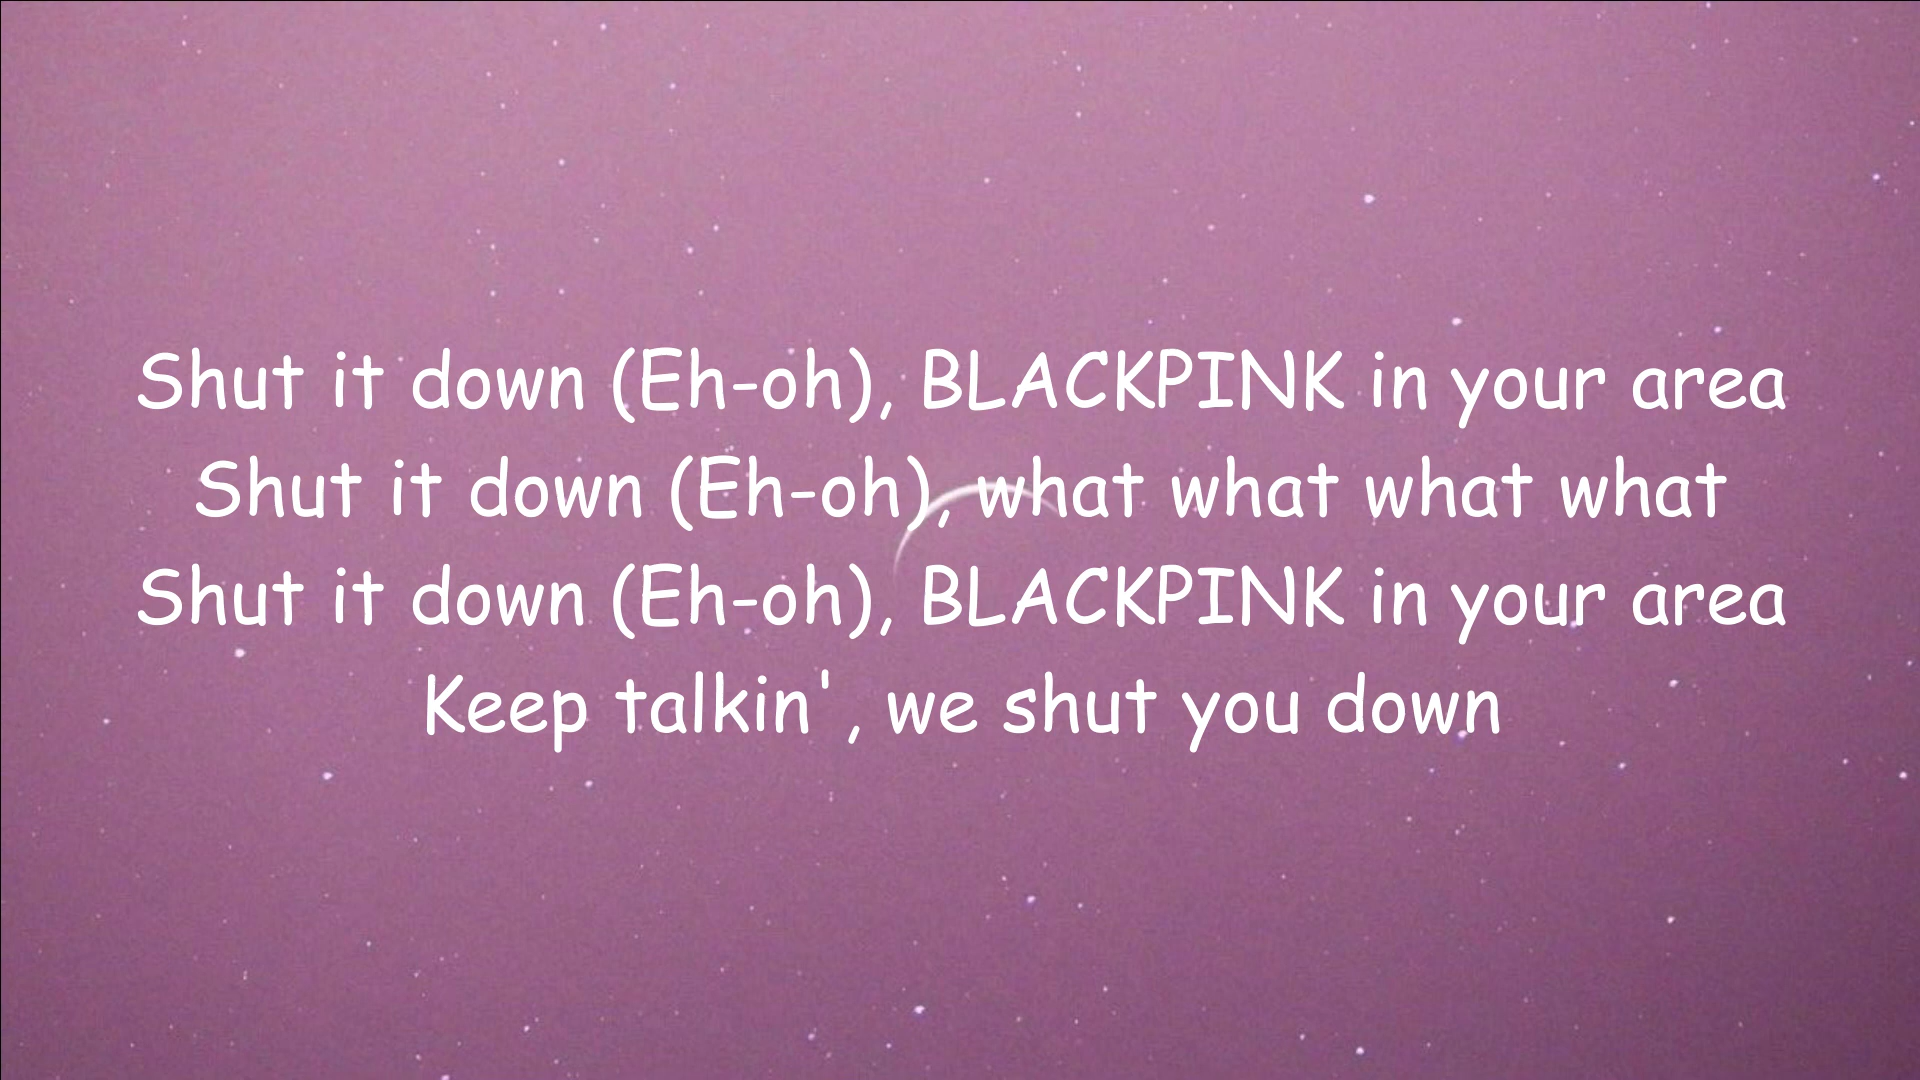 Shut it down (Eh-oh), BLACKPINK in your area
Shut it down (Eh-oh), what what what what
Shut it down (Eh-oh), BLACKPINK in your area
Keep talkin', we shut you down